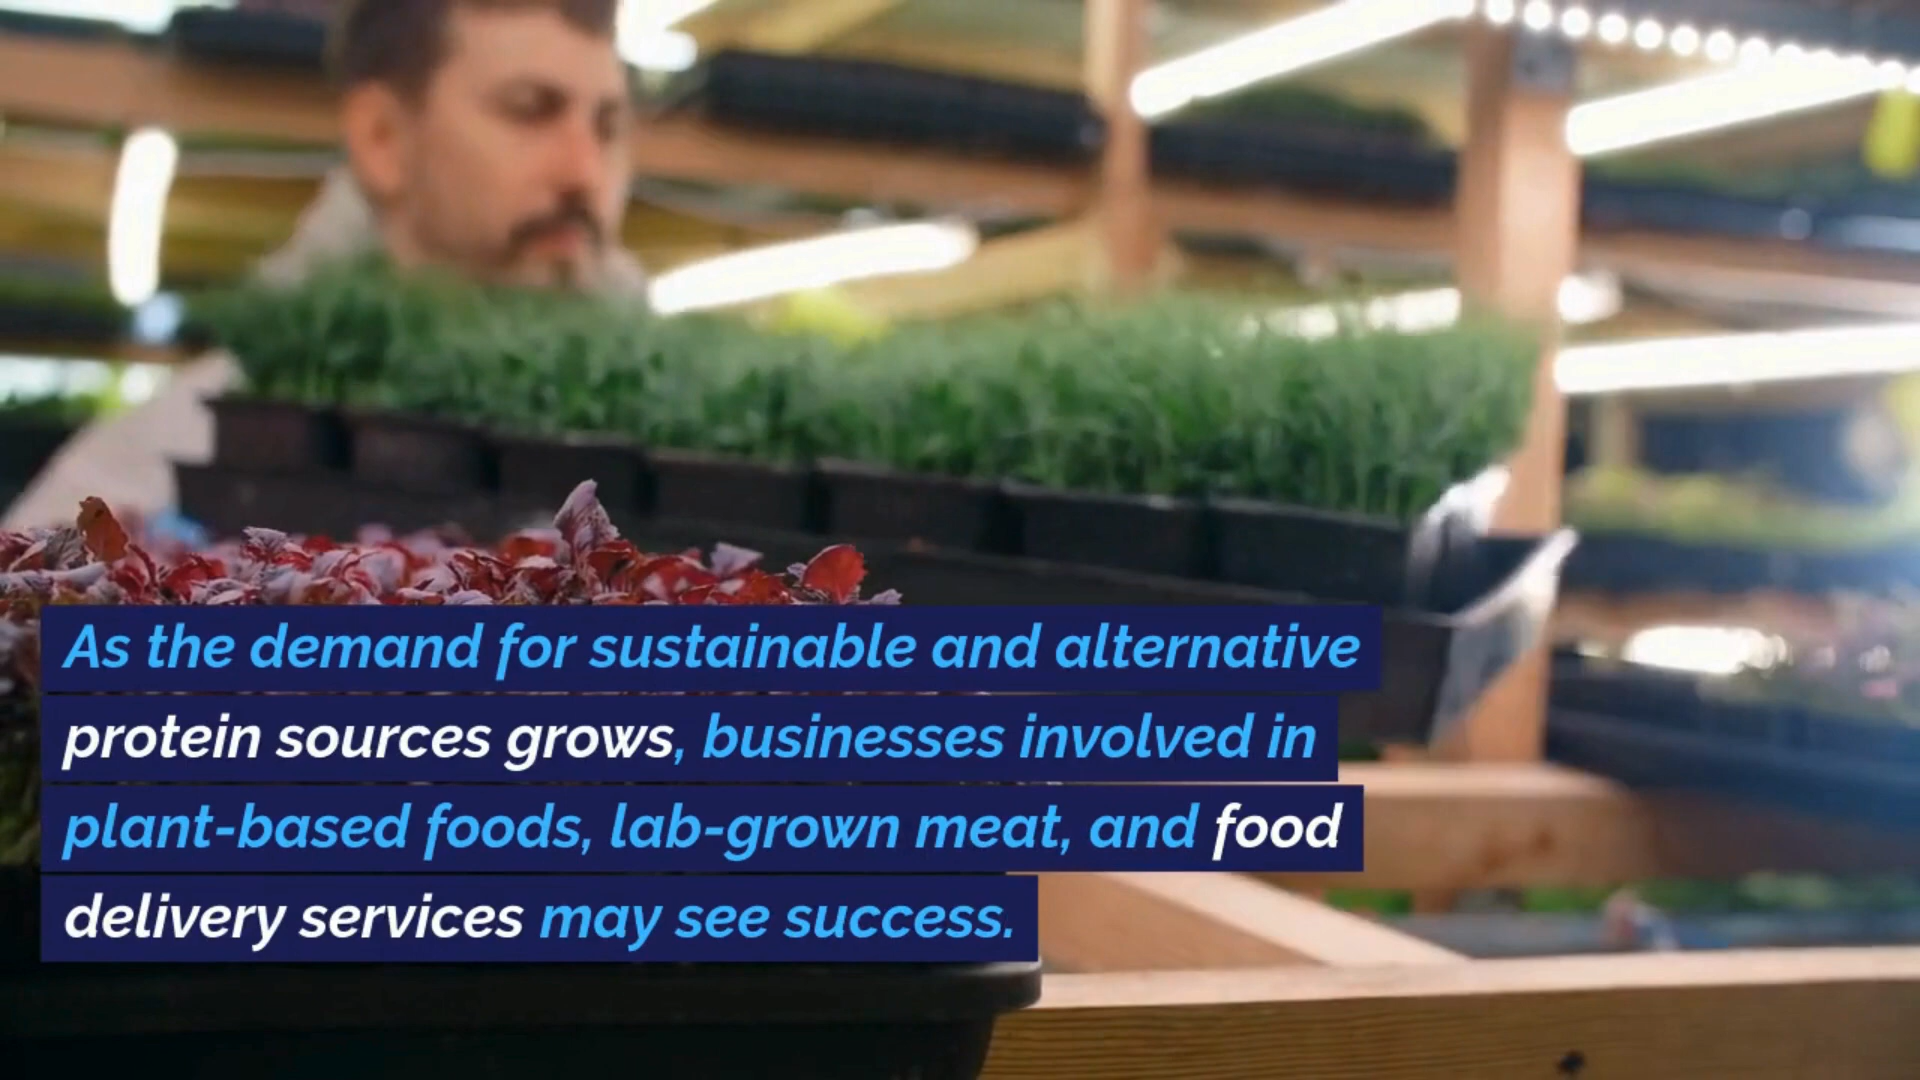 As the demand for sustainable and alternative
protein sources grows, businesses involved in
plant-based foods, lab-grown meat, and food
delivery services may see success.